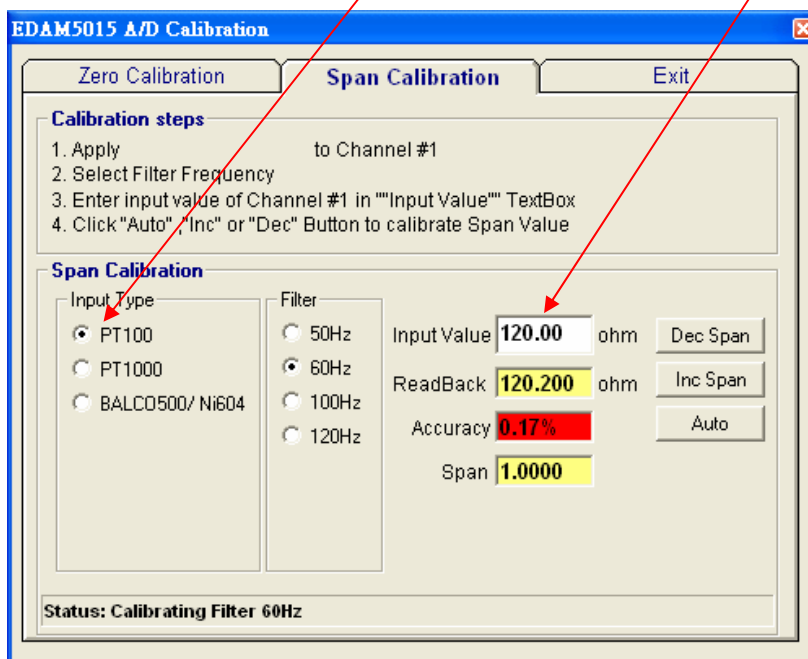 EDAM5015 A/D Calibration
Zero Calibration
Span Calibration
Exit
Calibration steps
1. Apply to Channel #1
2. Select Filter Frequency
3. Enter input value of Channel #1 in ""Input Value"" TextBox
4. Click "Auto" ,"Inc" or "Dec" Button to calibrate Span Value
Span Calibration
Input Type
PT100
PT1000
BALCO500/ Ni604
Filter
50Hz
60Hz
100Hz
120Hz
Input Value 120.00 ohm
ReadBack 120.200 ohm
Accuracy 0.17%
Span 1.0000
Dec Span
Inc Span
Auto
Status: Calibrating Filter 60Hz